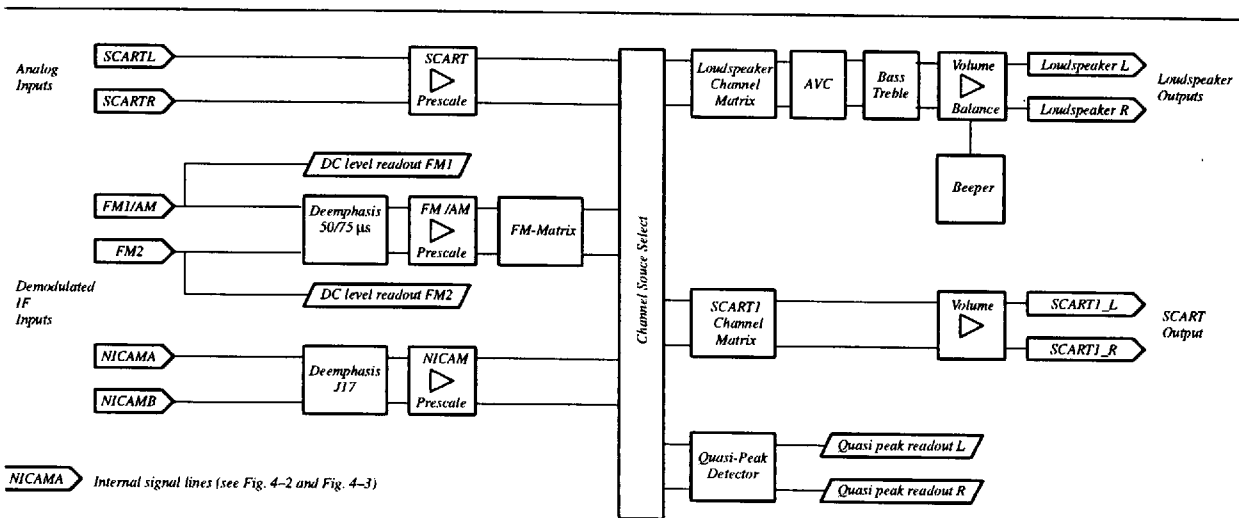 Analog
Inputs
SCARTL
SCARTR
SCART
Prescale
DC level readout FM1
FM1/AM
FM2
Deemphasis
50/75 µs
FM /AM
Prescale
FM-Matrix
DC level readout FM2
Demodulated
IF
Inputs
NICAMA
NICAMB
Deemphasis
J17
NICAM
Prescale
Channel Souce Select
Loudspeaker
Channel
Matrix
AVC
Bass
Treble
Volume
Balance
Beeper
Loudspeaker L
Loudspeaker R
Loudspeaker
Outputs
SCART1
Channel
Matrix
Volume
SCART1_L
SCART1_R
SCART
Output
Quasi-Peak
Detector
Quasi peak readout L
Quasi peak readout R
NICAMA
Internal signal lines (see Fig. 4–2 and Fig. 4–3)